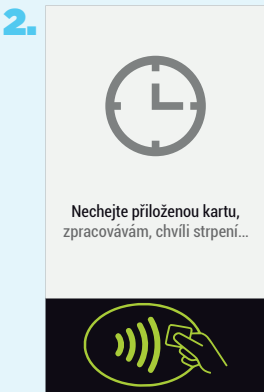 2.
Nechejte přiloženou kartu,
zpracovávám, chvíli strpení...